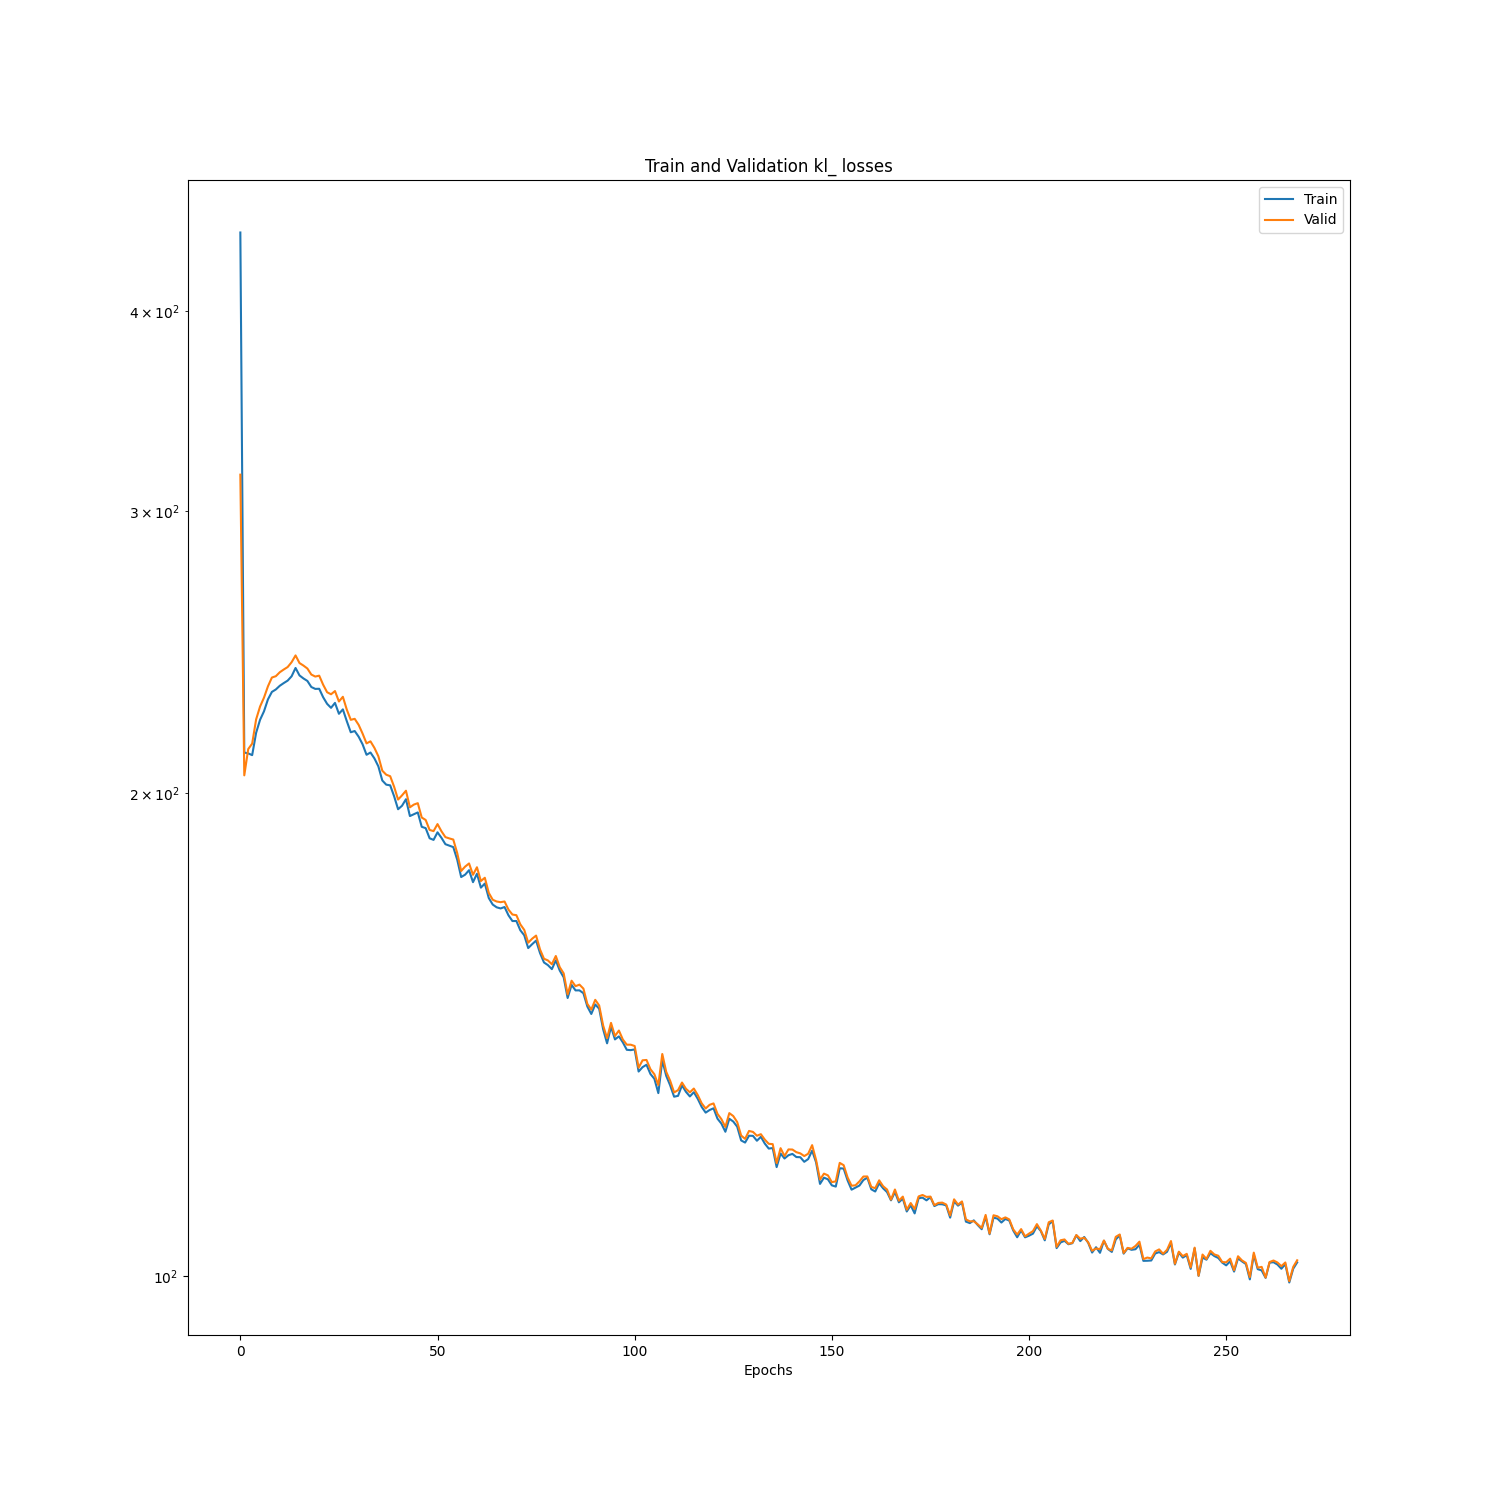 Train and Validation kl_ losses
Train
Valid
4 × 10²
3 × 10²
2 × 10²
10²
0 50 100 150 200 250
Epochs